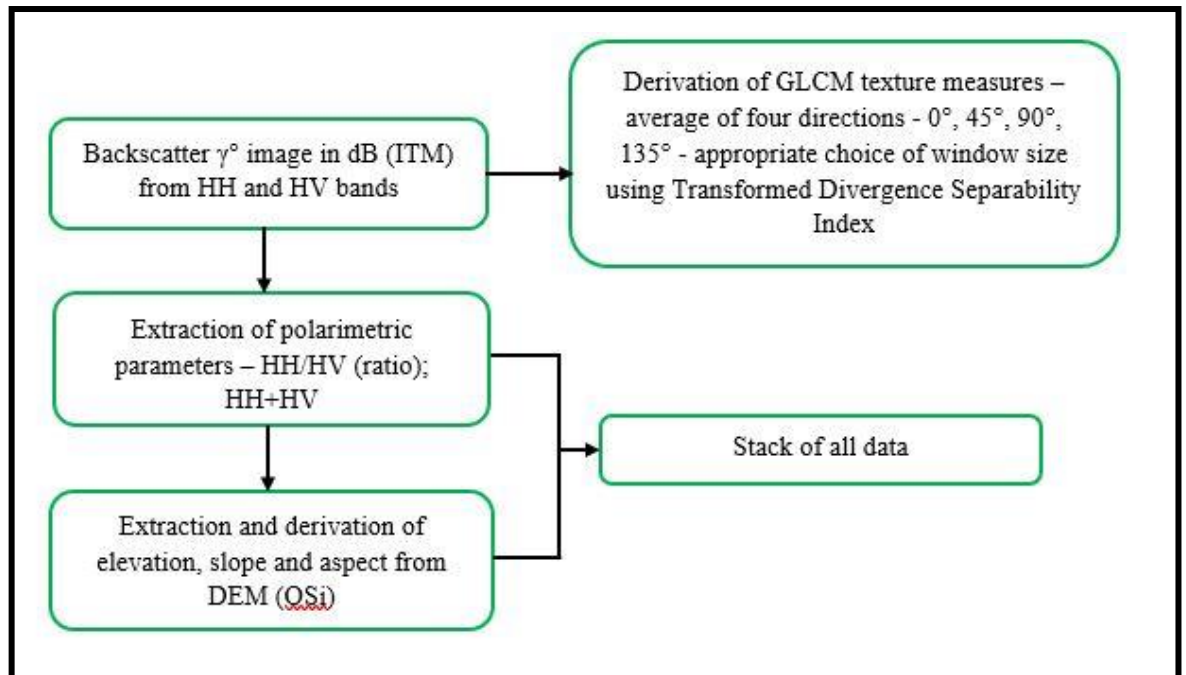 Backscatter γ° image in dB (ITM)
from HH and HV bands
Derivation of GLCM texture measures –
average of four directions - 0°, 45°, 90°,
135° - appropriate choice of window size
using Transformed Divergence Separability
Index
Extraction of polarimetric
parameters – HH/HV (ratio);
HH+HV
Stack of all data
Extraction and derivation of
elevation, slope and aspect from
DEM (OSi)